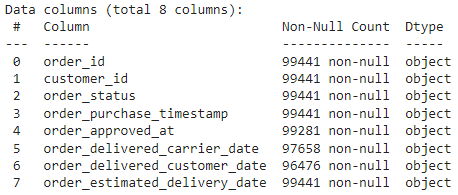 Data columns (total 8 columns):
 #   Column                         Non-Null Count  Dtype
---  ------                         --------------  -----
 0   order_id                       99441 non-null  object
 1   customer_id                    99441 non-null  object
 2   order_status                   99441 non-null  object
 3   order_purchase_timestamp       99441 non-null  object
 4   order_approved_at              99281 non-null  object
 5   order_delivered_carrier_date   97658 non-null  object
 6   order_delivered_customer_date  96476 non-null  object
 7   order_estimated_delivery_date  99441 non-null  object